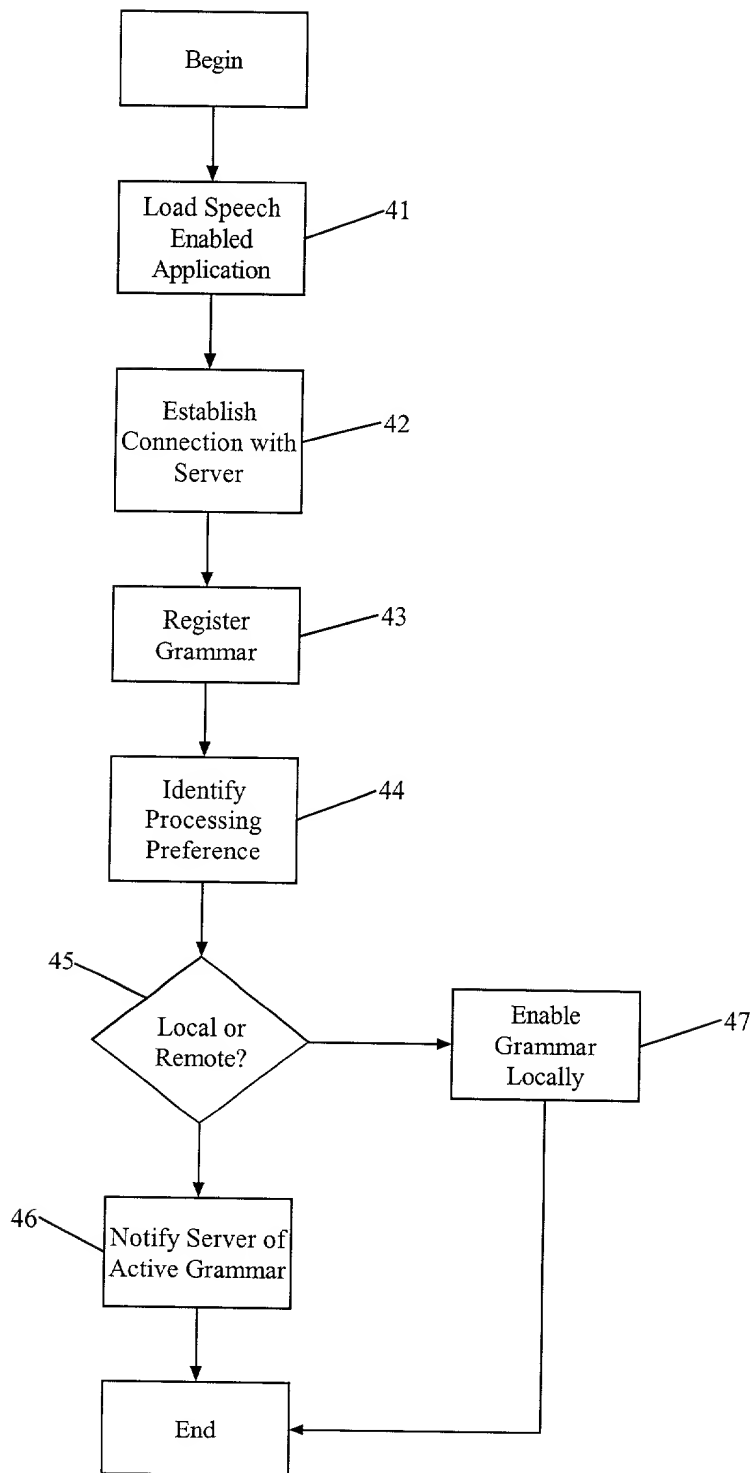 Begin
Load Speech
Enabled
Application
41
Establish
Connection with
Server
42
Register
Grammar
43
Identify
Processing
Preference
44
45
Local or
Remote?
Enable
Grammar
Locally
47
46
Notify Server of
Active Grammar
End